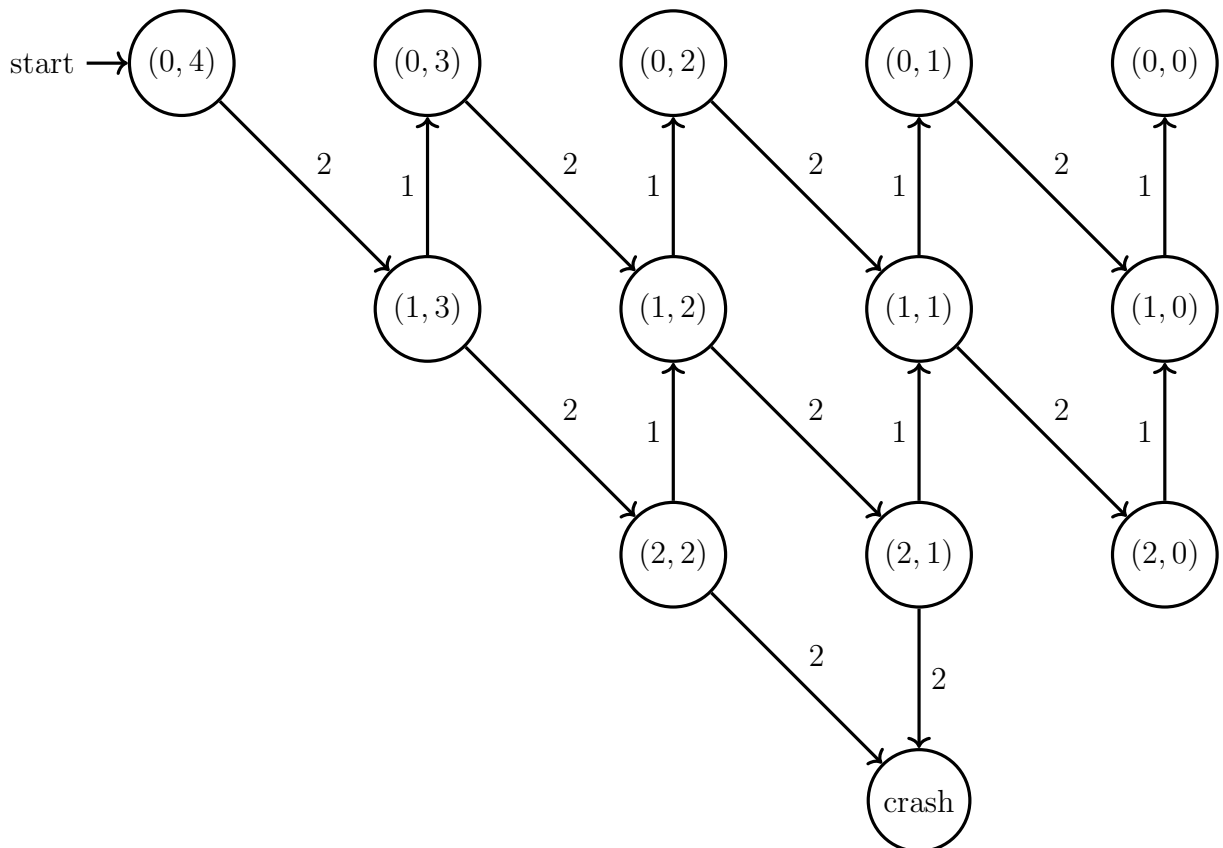 start (0, 4) (0, 3) (0, 2) (0, 1) (0, 0)
2 2 2 2
1 1 1 1
(1, 3) (1, 2) (1, 1) (1, 0)
2 2 2
1 1 1
(2, 2) (2, 1) (2, 0)
2 2
crash